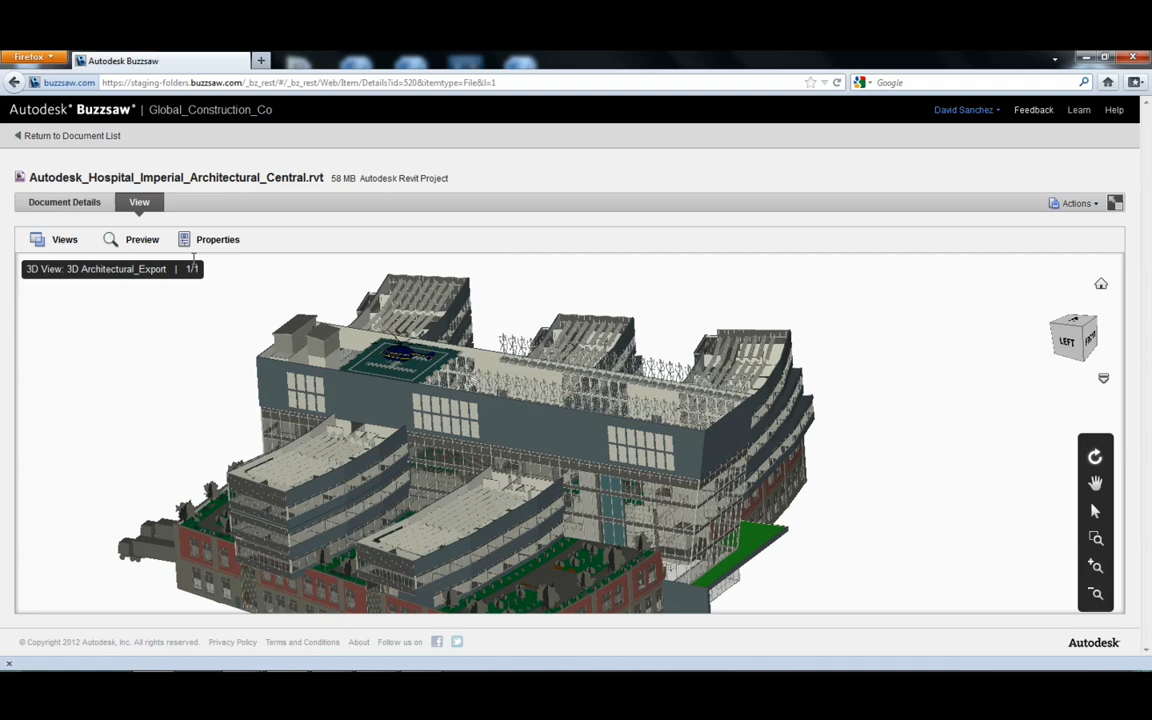 Firefox
Autodesk Buzzsaw
buzzsaw.com
https://staging-folders.buzzsaw.com/_bz_rest/#/_bz_rest/Web/Item/Details?id=520&itemtype=File&l=1
Google
Autodesk® Buzzsaw® | Global_Construction_Co
David Sanchez
Feedback
Learn
Help
Return to Document List
Autodesk_Hospital_Imperial_Architectural_Central.rvt 58 MB Autodesk Revit Project
Document Details
View
Actions
Views
Preview
Properties
3D View: 3D Architectural_Export | 1/1
LEFT
© Copyright 2012 Autodesk, Inc. All rights reserved. Privacy Policy Terms and Conditions About Follow us on
Autodesk